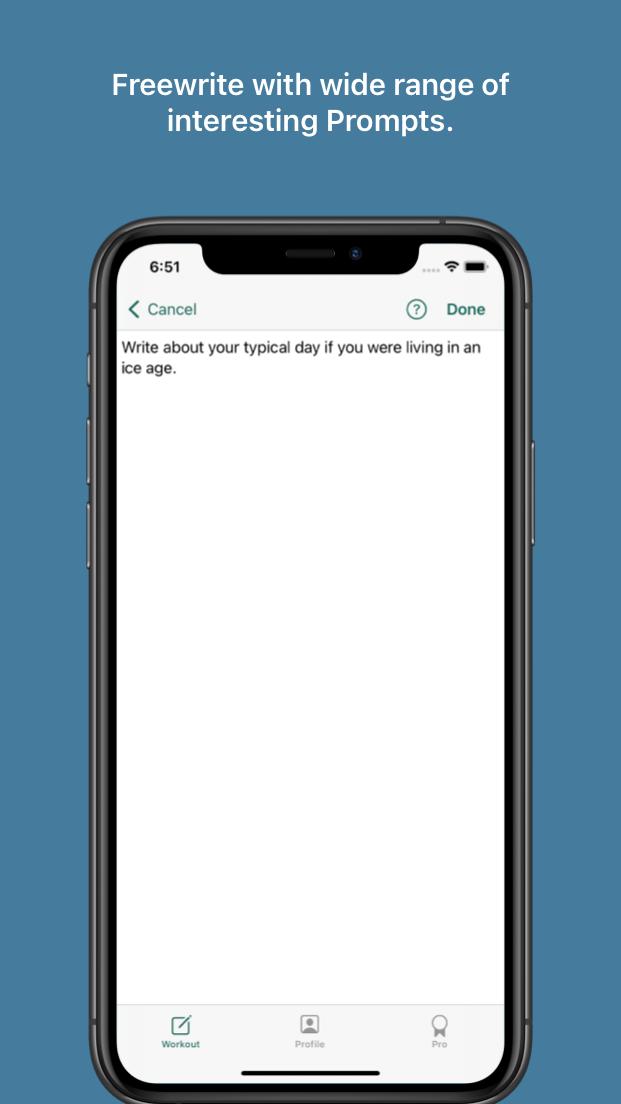 Freewrite with wide range of
interesting Prompts.
6:51
Cancel
?
Done
Write about your typical day if you were living in an
ice age.
Workout
Profile
Pro